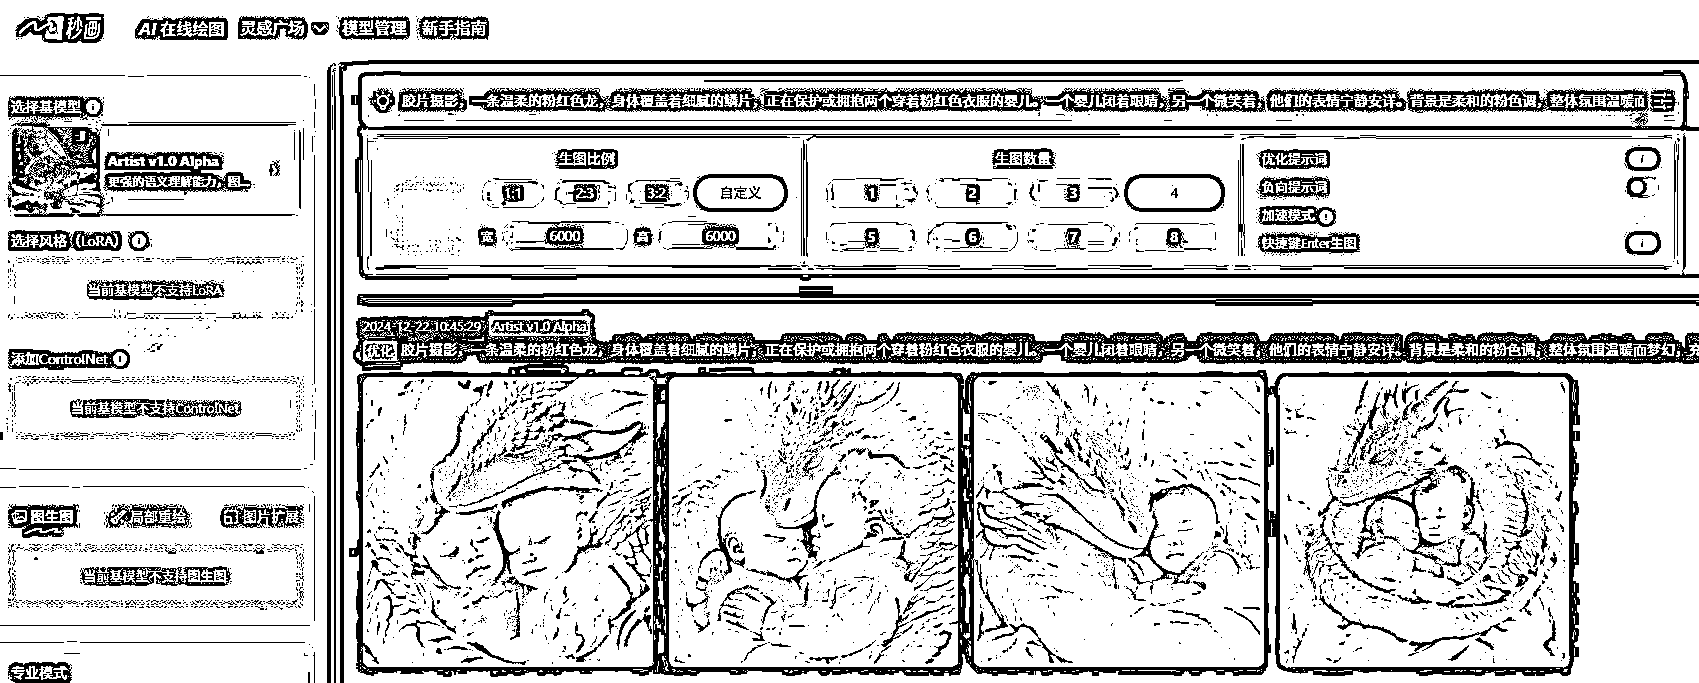 秒画
AI 在线绘图 灵感广场 模型管理 新手指南
选择基模型
Artist v1.0 Alpha
更强的语义理解能力，图...
选择风格（LoRA）
当前基模型不支持LoRA
添加ControlNet
当前基模型不支持ControlNet
图生图 局部重绘 图片扩展
当前基模型不支持图生图
专业模式
胶片摄影，一条温柔的粉红色龙，身体覆盖着细腻的鳞片，正在保护或拥抱两个穿着粉红色衣服的婴儿。一个婴儿闭着眼睛，另一个微笑着，他们的表情宁静安详。背景是柔和的粉色调，整体氛围温暖而
生图比例
1:1 2:3 3:2 自定义
宽 6000 高 6000
生图数量
1 2 3 4
5 6 7 8
优化提示词
负向提示词
加速模式
快捷键Enter生图
2024-12-22 10:45:29 Artist v1.0 Alpha
优化 胶片摄影，一条温柔的粉红色龙，身体覆盖着细腻的鳞片，正在保护或拥抱两个穿着粉红色衣服的婴儿。一个婴儿闭着眼睛，另一个微笑着，他们的表情宁静安详。背景是柔和的粉色调，整体氛围温暖而梦幻，